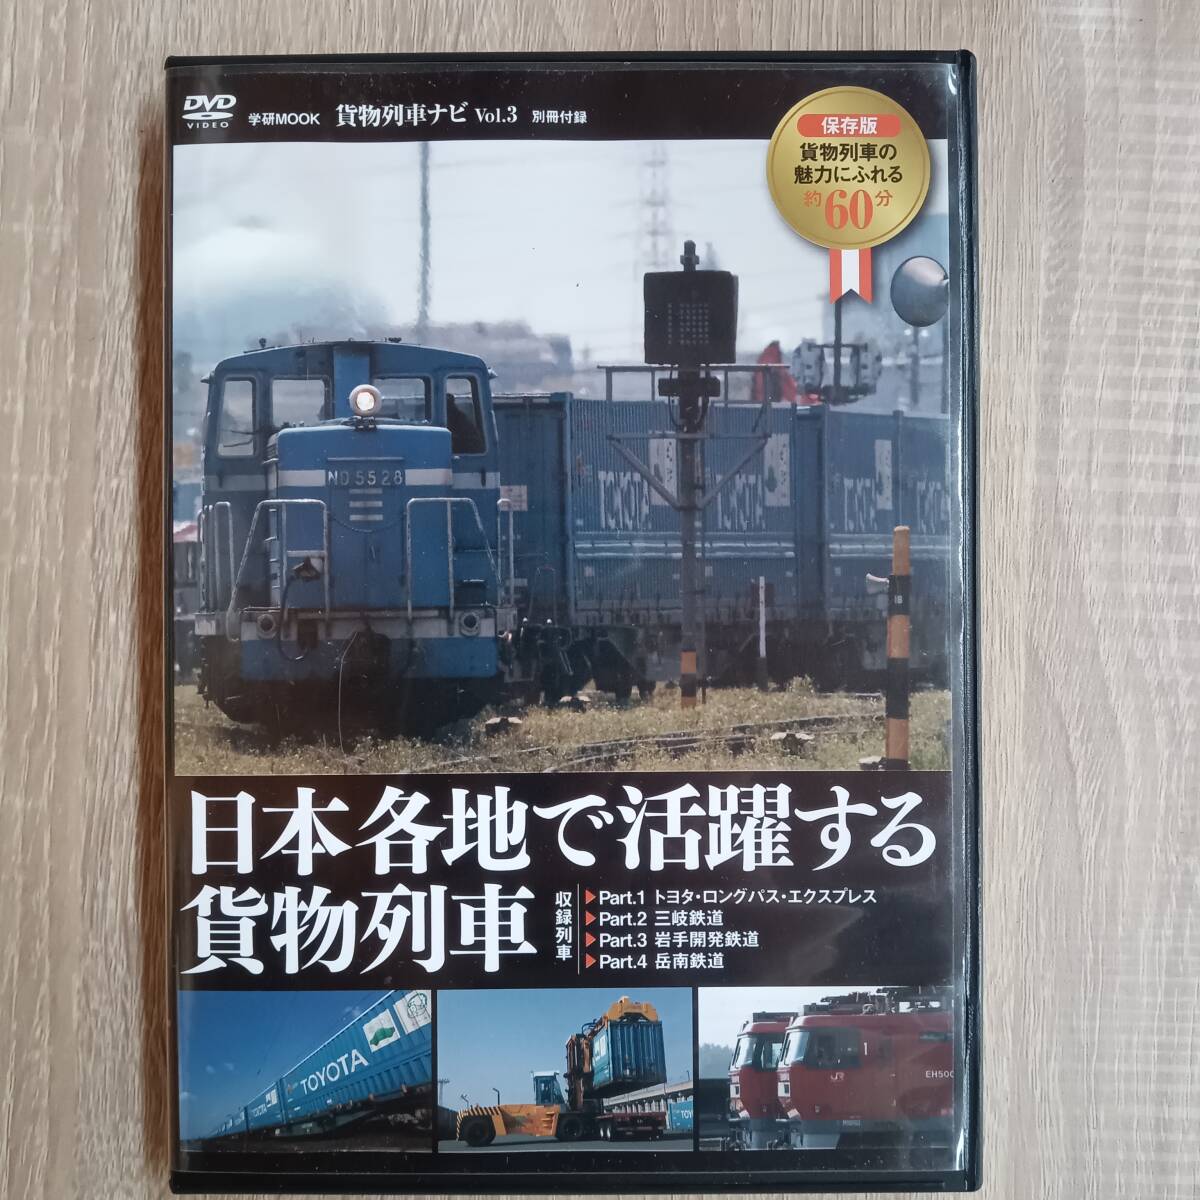 DVD
VIDEO
学研MOOK 貨物列車ナビ Vol.3 別冊付録
保存版
貨物列車の
魅力にふれる
約60分
ND5528
TOYOTA
TOYOTA
日本各地で活躍する
貨物列車
収録列車
▶Part.1 トヨタ・ロングパス・エクスプレス
▶Part.2 三岐鉄道
▶Part.3 岩手開発鉄道
▶Part.4 岳南鉄道
TOYOTA
1
JR
EH500